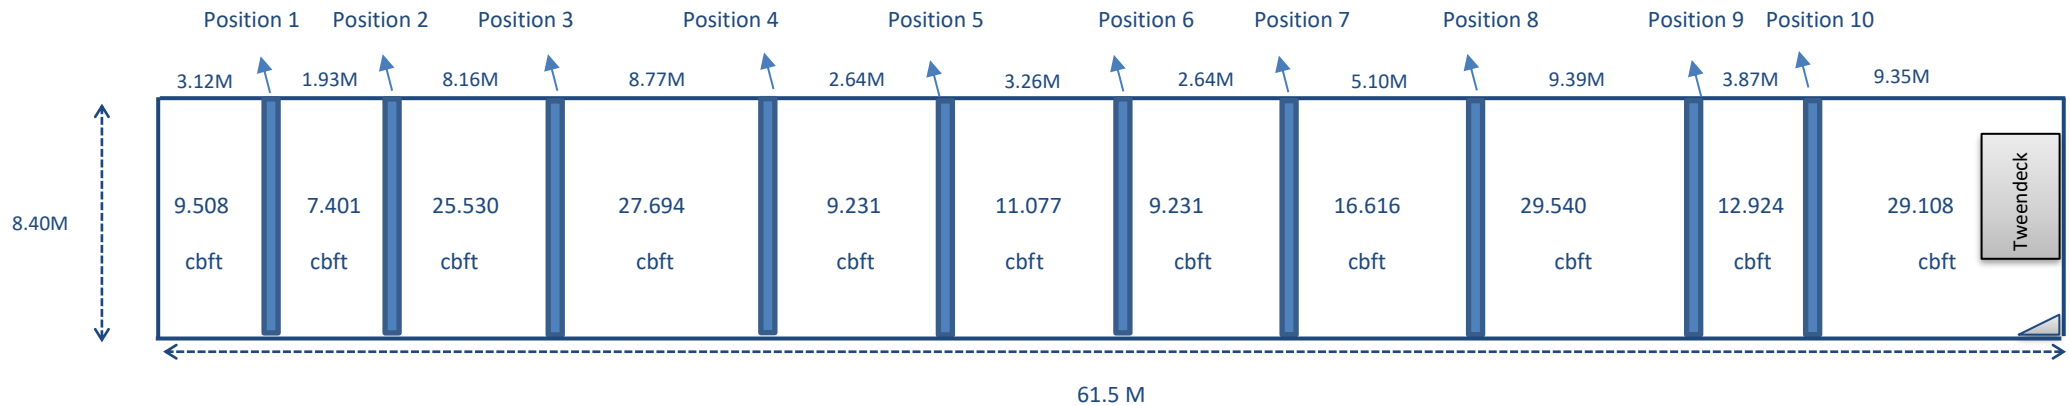 Position 1 Position 2 Position 3 Position 4 Position 5 Position 6 Position 7 Position 8 Position 9 Position 10
3.12M 1.93M 8.16M 8.77M 2.64M 3.26M 2.64M 5.10M 9.39M 3.87M 9.35M
9.508 7.401 25.530 27.694 9.231 11.077 9.231 16.616 29.540 12.924 29.108
cbft cbft cbft cbft cbft cbft cbft cbft cbft cbft cbft
Tweendeck
8.40M
61.5 M